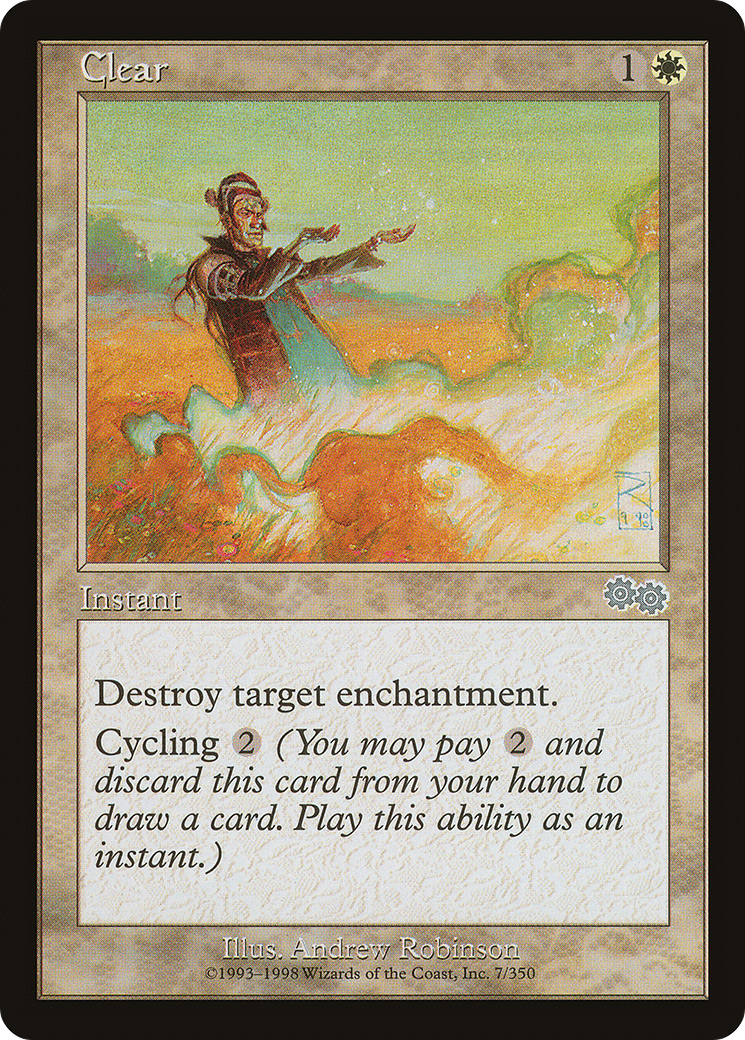 Clear 1
Instant
Destroy target enchantment.
Cycling 2 (You may pay 2 and
discard this card from your hand to
draw a card. Play this ability as an
instant.)
Illus. Andrew Robinson
©1993–1998 Wizards of the Coast, Inc. 7/350